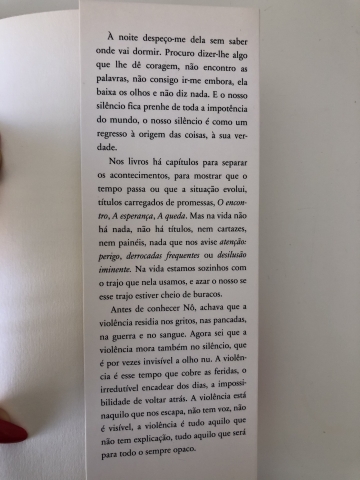 À noite despeço-me dela sem saber
onde vai dormir. Procuro dizer-lhe algo
que lhe dê coragem, não encontro as
palavras, não consigo ir-me embora, ela
baixa os olhos e não diz nada. E o nosso
silêncio fica prenhe de toda a impotência
do mundo, o nosso silêncio é como um
regresso à origem das coisas, à sua ver-
dade.
Nos livros há capítulos para separar
os acontecimentos, para mostrar que o
tempo passa ou que a situação evolui,
títulos carregados de promessas, O encon-
tro, A esperança, A queda. Mas na vida não
há nada, não há títulos, nem cartazes,
nem painéis, nada que nos avise atenção:
perigo, derrocadas frequentes ou desilusão
iminente. Na vida estamos sozinhos com
o trajo que nela usamos, e azar o nosso se
esse trajo estiver cheio de buracos.
Antes de conhecer Nô, achava que a
violência residia nos gritos, nas pancadas,
na guerra e no sangue. Agora sei que a
violência mora também no silêncio, que
é por vezes invisível a olho nu. A violên-
cia é esse tempo que cobre as feridas, o
irredutível encadear dos dias, a impossi-
bilidade de voltar atrás. A violência está
naquilo que nos escapa, não tem voz, não
é visível, a violência é tudo aquilo que
não tem explicação, tudo aquilo que será
para todo o sempre opaco.